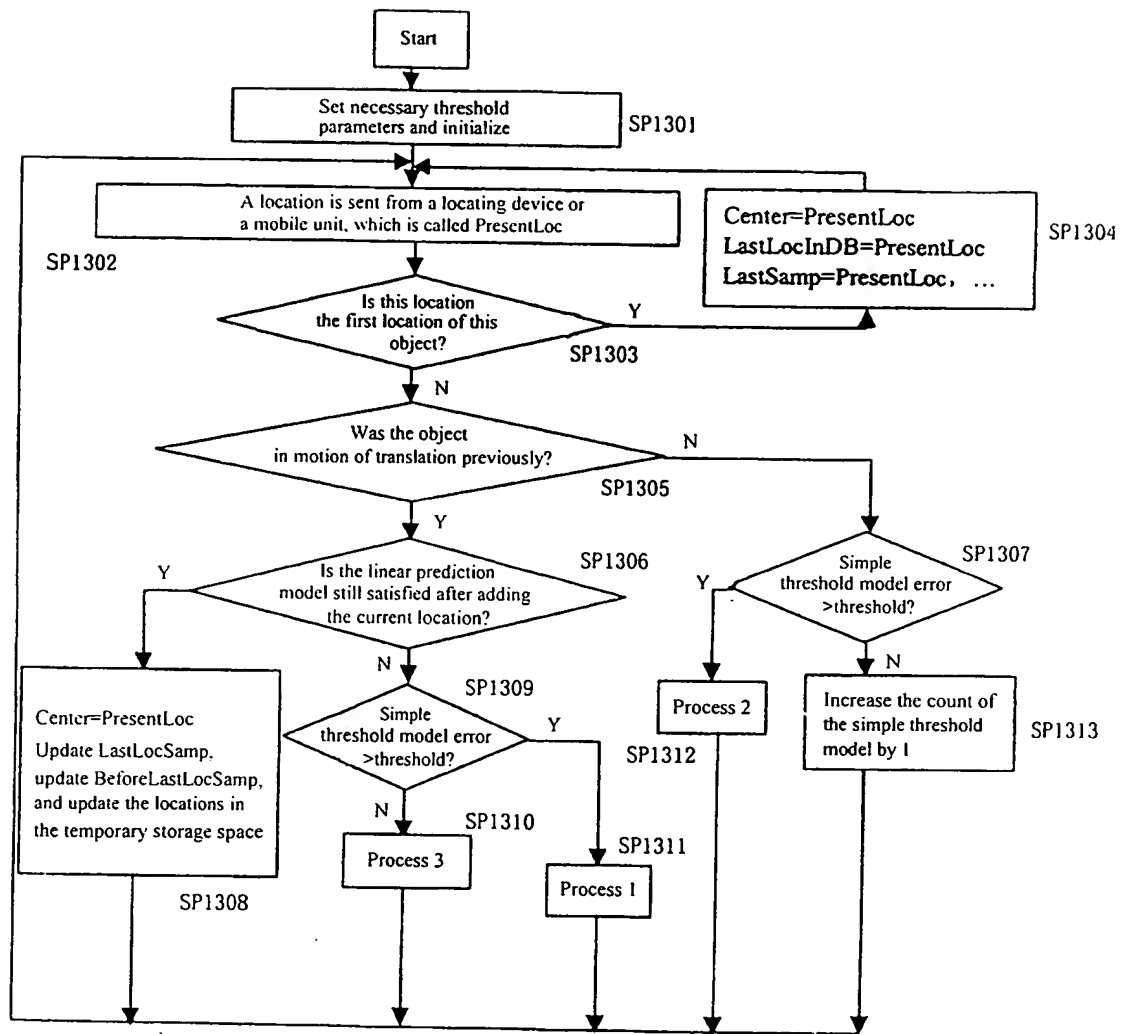 Start
Set necessary threshold
parameters and initialize
SP1301
A location is sent from a locating device or
a mobile unit, which is called PresentLoc
SP1302
Center=PresentLoc
LastLocInDB=PresentLoc
LastSamp=PresentLoc, ...
SP1304
Is this location
the first location of this
object?
Y
SP1303
N
Was the object
in motion of translation previously?
N
SP1305
Y
Is the linear prediction
model still satisfied after adding
the current location?
Y
SP1306
N
Simple
threshold model error
>threshold?
SP1307
Y
N
Center=PresentLoc
Update LastLocSamp,
update BeforeLastLocSamp,
and update the locations in
the temporary storage space
SP1308
Simple
threshold model error
>threshold?
SP1309
Y
N
Process 3
SP1310
Process 1
SP1311
Process 2
SP1312
Increase the count of
the simple threshold
model by 1
SP1313